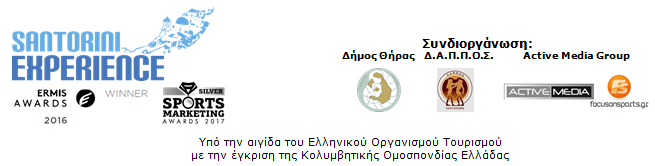 SANTORINI
EXPERIENCE
ERMIS
AWARDS
WINNER
2016
SILVER
SPORTS
MARKETING
AWARDS 2017
Συνδιοργάνωση:
Δήμος Θήρας Δ.Α.Π.Π.Ο.Σ. Active Media Group
ACTIVE MEDIA
focusonsports.gr
Υπό την αιγίδα του Ελληνικού Οργανισμού Τουρισμού
με την έγκριση της Κολυμβητικής Ομοσπονδίας Ελλάδας